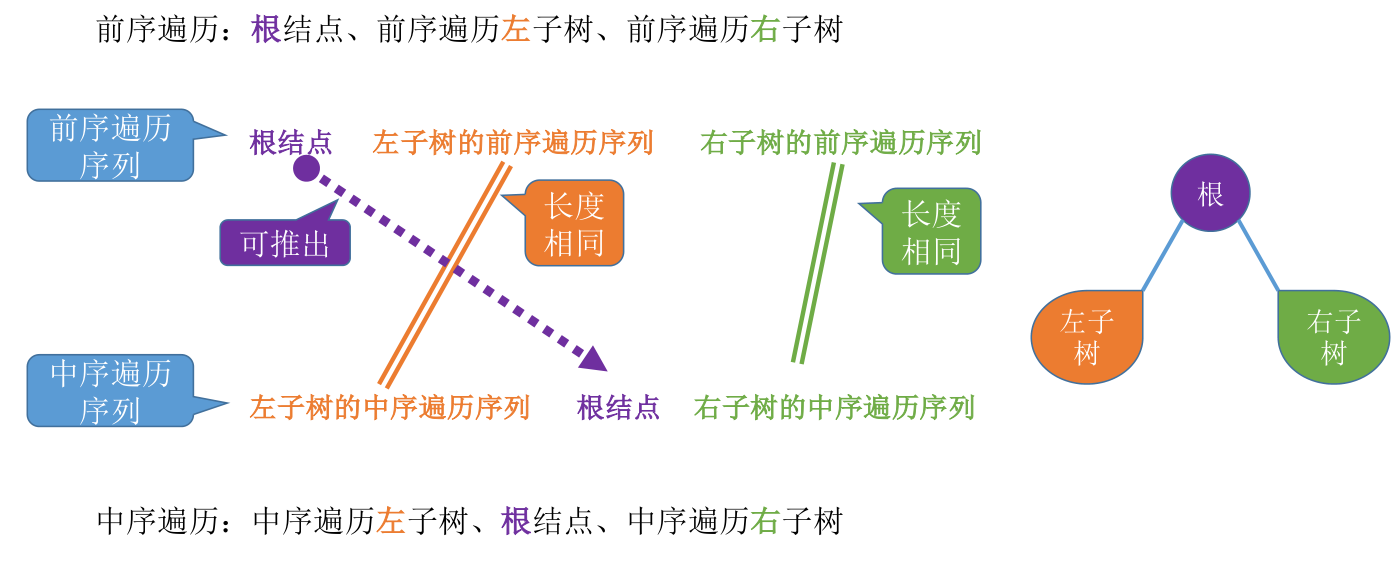 前序遍历：根结点、前序遍历左子树、前序遍历右子树
前序遍历
序列
根结点
左子树的前序遍历序列
右子树的前序遍历序列
可推出
长度
相同
长度
相同
根
左子
树
右子
树
中序遍历
序列
左子树的中序遍历序列
根结点
右子树的中序遍历序列
中序遍历：中序遍历左子树、根结点、中序遍历右子树